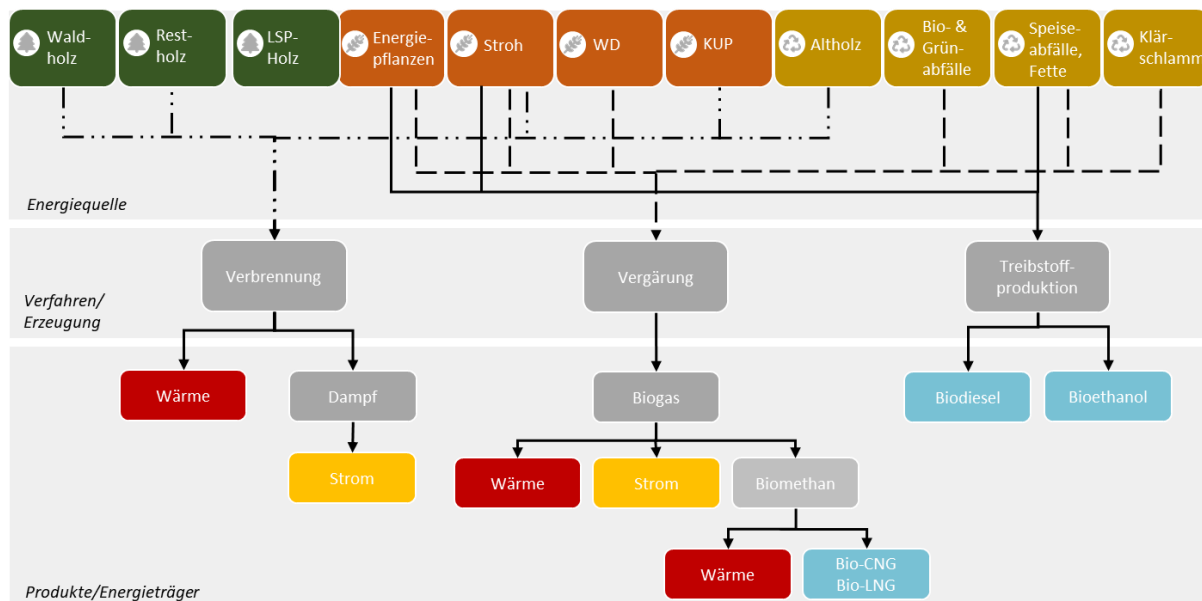 Wald-
holz
Rest-
holz
LSP-
Holz
Energie-
pflanzen
Stroh
WD
KUP
Altholz
Bio- &
Grün-
abfälle
Speise-
abfälle,
Fette
Klär-
schlamm
Energiequelle
Verbrennung
Vergärung
Treibstoff-
produktion
Verfahren/
Erzeugung
Wärme
Dampf
Biogas
Biodiesel
Bioethanol
Strom
Wärme
Strom
Biomethan
Wärme
Bio-CNG
Bio-LNG
Produkte/Energieträger